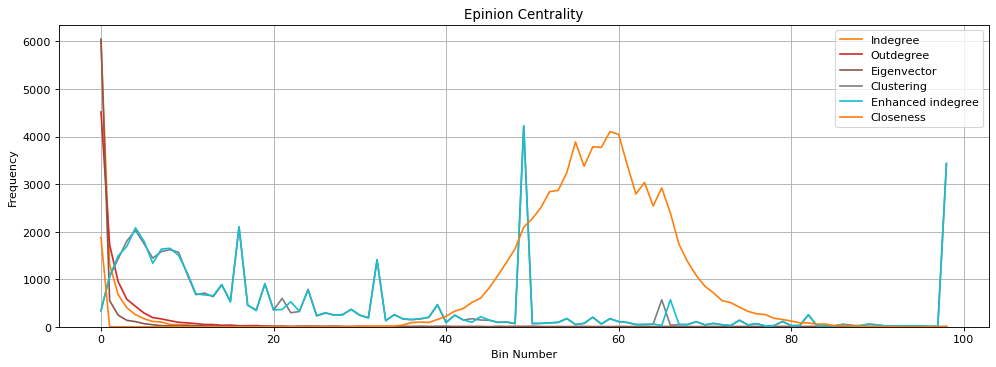 Epinion Centrality
Indegree
Outdegree
Eigenvector
Clustering
Enhanced indegree
Closeness
6000
5000
4000
3000
2000
1000
0
Frequency
0 20 40 60 80 100
Bin Number